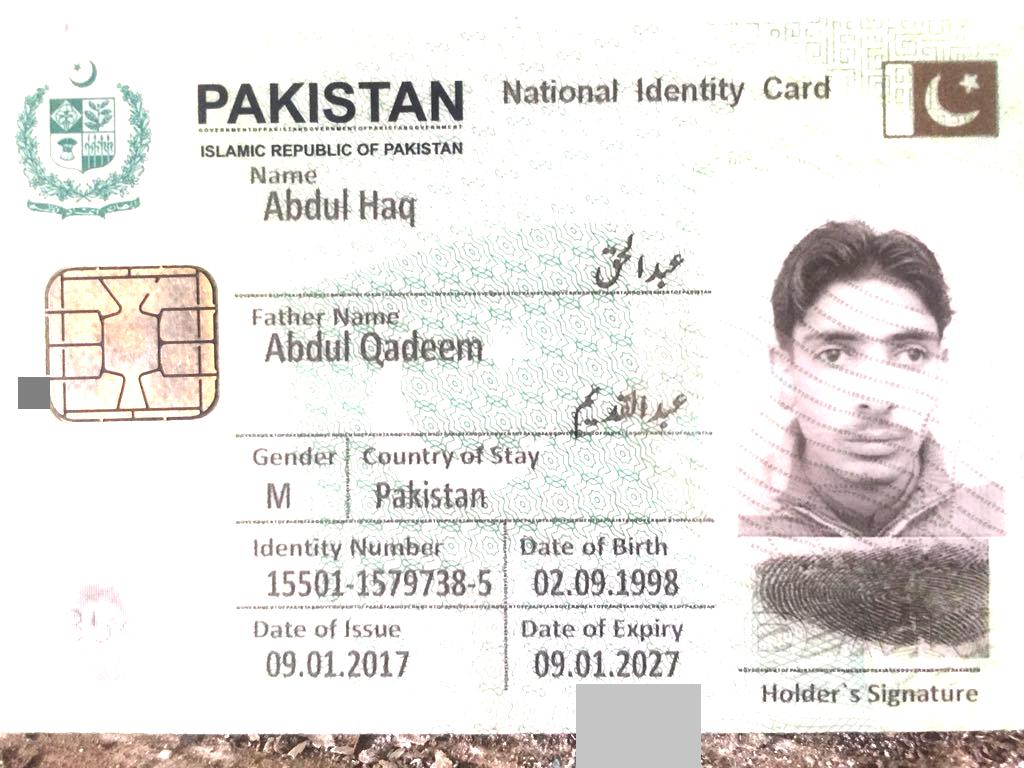 PAKISTAN National Identity Card
ISLAMIC REPUBLIC OF PAKISTAN
Name
Abdul Haq
عبدالحق
Father Name
Abdul Qadeem
عبدالقدیم
Gender Country of Stay
M Pakistan
Identity Number Date of Birth
15501-1579738-5 02.09.1998
Date of Issue Date of Expiry
09.01.2017 09.01.2027
Holder`s Signature